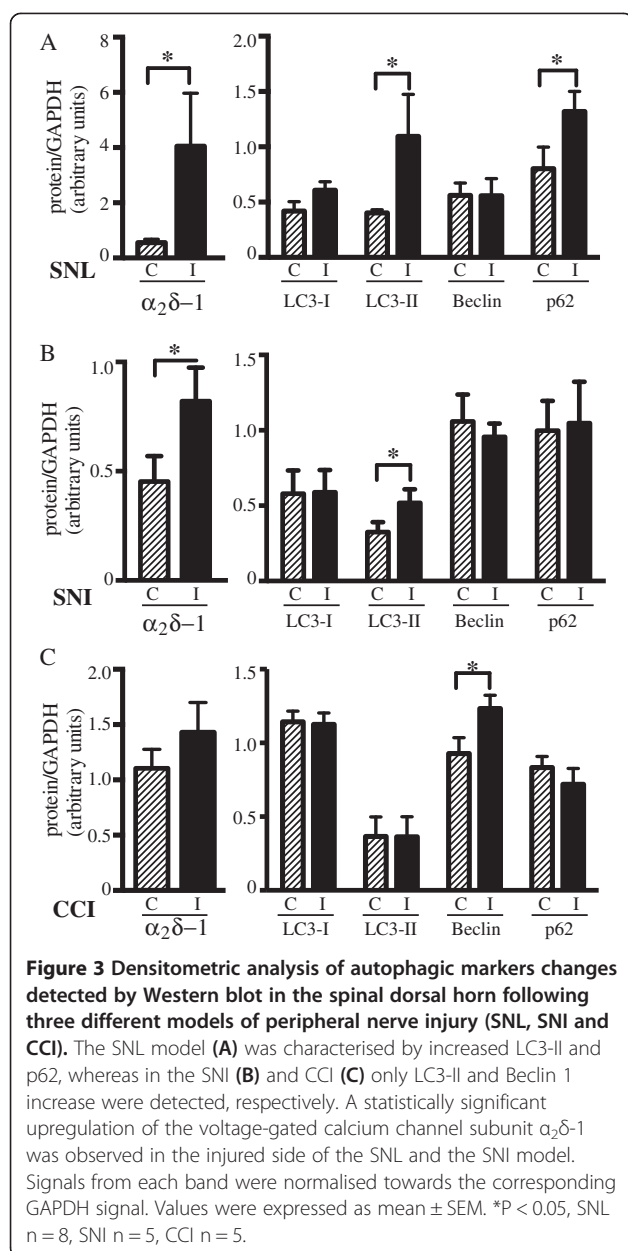 A
protein/GAPDH
(arbitrary units)
8
6
4
2
0
*
C I
α₂δ–1
SNL
2.0
1.5
1.0
0.5
0
* *
C I C I C I C I
LC3-I LC3-II Beclin p62
B
protein/GAPDH
(arbitrary units)
1.0
0.5
0
*
C I
α₂δ–1
SNI
1.5
1.0
0.5
0
*
C I C I C I C I
LC3-I LC3-II Beclin p62
C
protein/GAPDH
(arbitrary units)
2.0
1.5
1.0
0.5
0
C I
α₂δ–1
CCI
1.5
1.0
0.5
0
*
C I C I C I C I
LC3-I LC3-II Beclin p62
Figure 3 Densitometric analysis of autophagic markers changes
detected by Western blot in the spinal dorsal horn following
three different models of peripheral nerve injury (SNL, SNI and
CCI). The SNL model (A) was characterised by increased LC3-II and
p62, whereas in the SNI (B) and CCI (C) only LC3-II and Beclin 1
increase were detected, respectively. A statistically significant
upregulation of the voltage-gated calcium channel subunit α₂δ-1
was observed in the injured side of the SNL and the SNI model.
Signals from each band were normalised towards the corresponding
GAPDH signal. Values were expressed as mean ± SEM. *P < 0.05, SNL
n = 8, SNI n = 5, CCI n = 5.